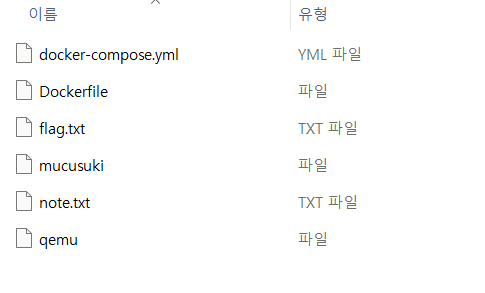 이름 유형
docker-compose.yml YML 파일
Dockerfile 파일
flag.txt TXT 파일
mucusuki 파일
note.txt TXT 파일
qemu 파일